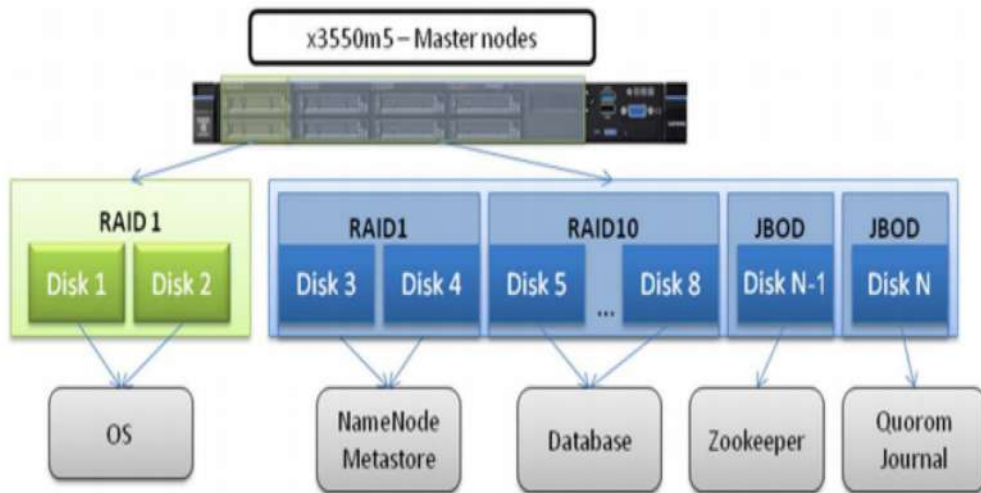 x3550m5 – Master nodes
RAID 1
RAID1
RAID10
JBOD
JBOD
Disk 1
Disk 2
Disk 3
Disk 4
Disk 5
...
Disk 8
Disk N-1
Disk N
OS
NameNode
Metastore
Database
Zookeeper
Quorom
Journal